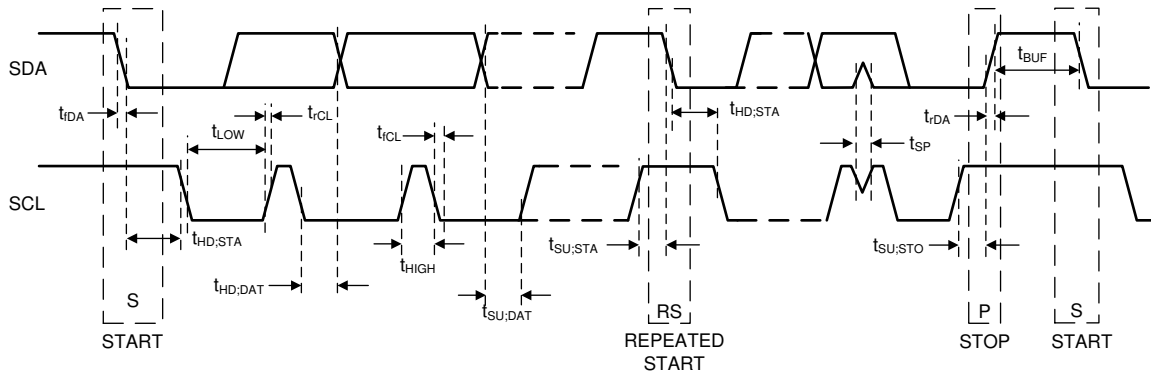 SDA
t_BUF
t_fDA
t_rCL
t_LOW
t_fCL
t_HD;STA
t_SP
t_rDA
SCL
t_HD;STA
t_SU;STA
t_SU;STO
t_HIGH
t_HD;DAT
t_SU;DAT
S
RS
P
S
START
REPEATED
START
STOP
START